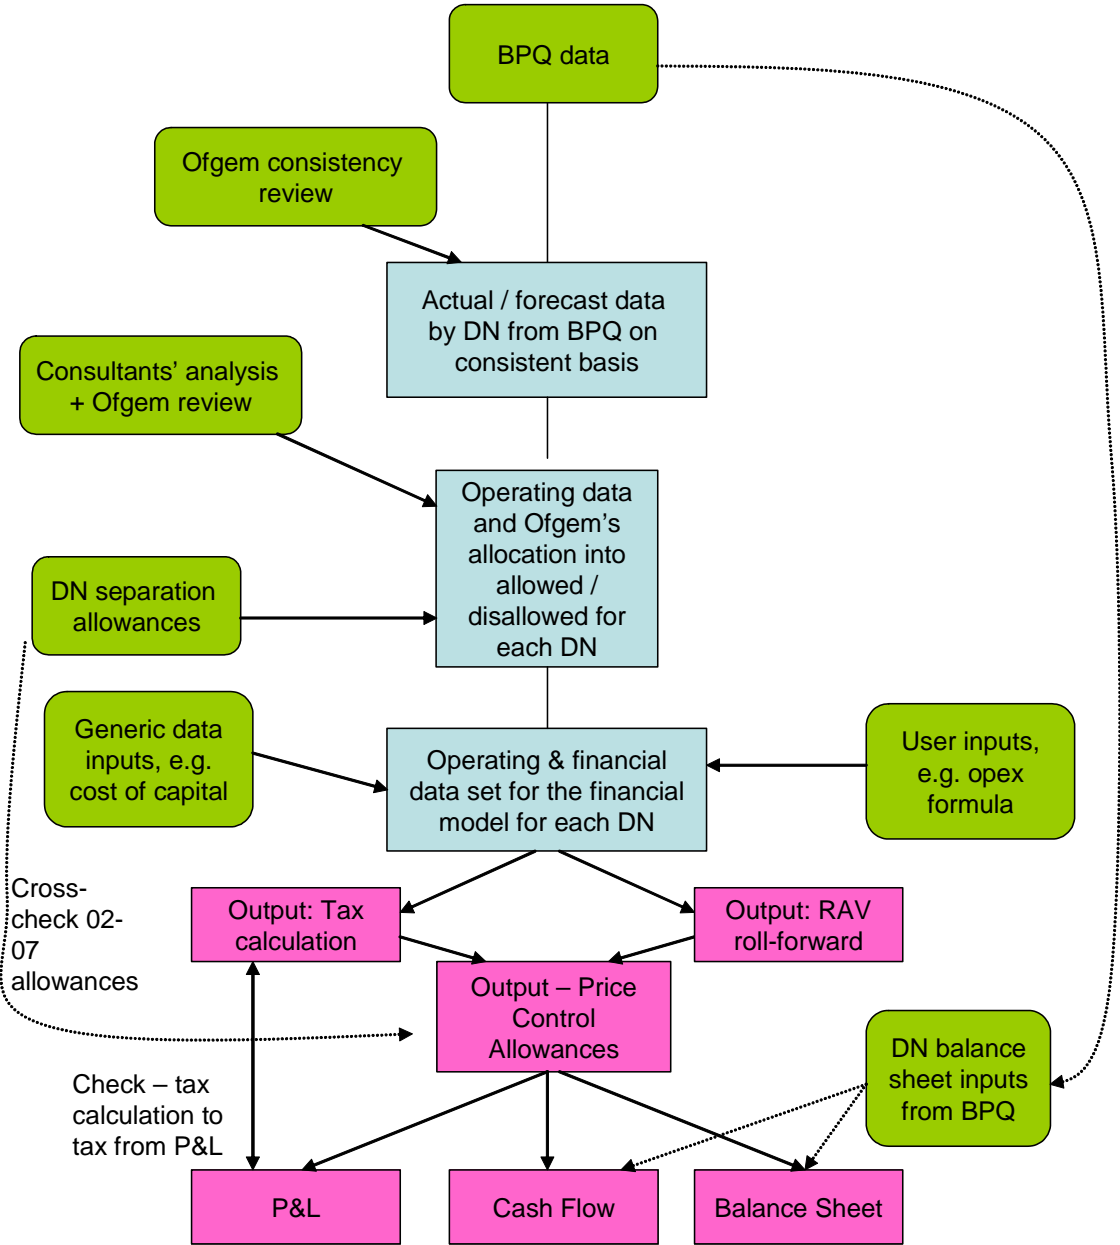 BPQ data
Ofgem consistency
review
Actual / forecast data
by DN from BPQ on
consistent basis
Consultants’ analysis
+ Ofgem review
Operating data
and Ofgem’s
allocation into
allowed /
disallowed for
each DN
DN separation
allowances
Generic data
inputs, e.g.
cost of capital
Operating & financial
data set for the financial
model for each DN
User inputs,
e.g. opex
formula
Cross-
check 02-
07
allowances
Output: Tax
calculation
Output: RAV
roll-forward
Output – Price
Control
Allowances
DN balance
sheet inputs
from BPQ
Check – tax
calculation to
tax from P&L
P&L
Cash Flow
Balance Sheet